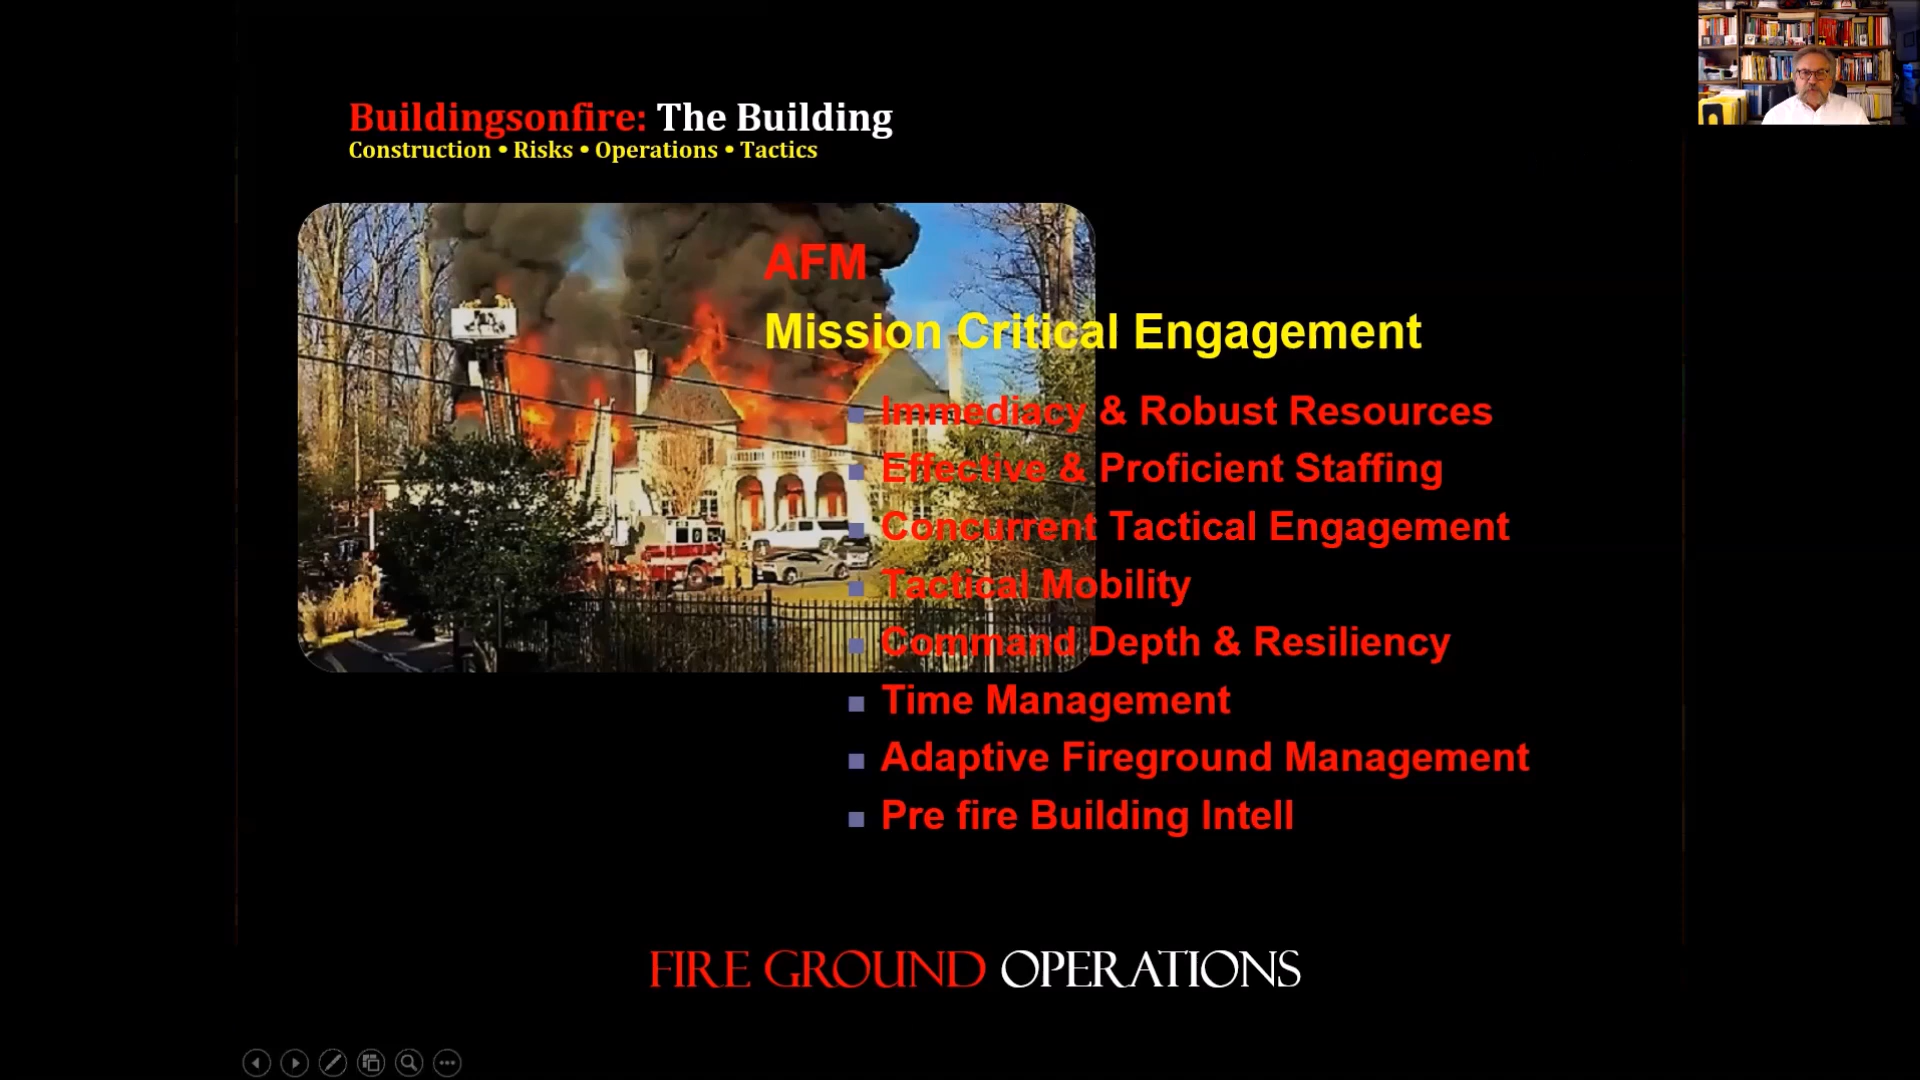 Buildingsonfire: The Building
Construction • Risks • Operations • Tactics
AFM
Mission Critical Engagement
Immediacy & Robust Resources
Effective & Proficient Staffing
Concurrent Tactical Engagement
Tactical Mobility
Command Depth & Resiliency
Time Management
Adaptive Fireground Management
Pre fire Building Intell
FIRE GROUND OPERATIONS